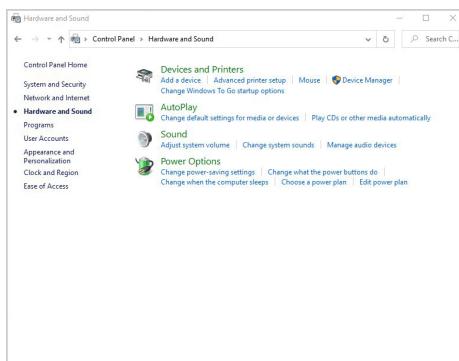 Hardware and Sound
Control Panel > Hardware and Sound
Search C...
Control Panel Home
System and Security
Network and Internet
Hardware and Sound
Programs
User Accounts
Appearance and
Personalization
Clock and Region
Ease of Access
Devices and Printers
Add a device | Advanced printer setup | Mouse | Device Manager |
Change Windows To Go startup options
AutoPlay
Change default settings for media or devices | Play CDs or other media automatically
Sound
Adjust system volume | Change system sounds | Manage audio devices
Power Options
Change power-saving settings | Change what the power buttons do |
Change when the computer sleeps | Choose a power plan | Edit power plan